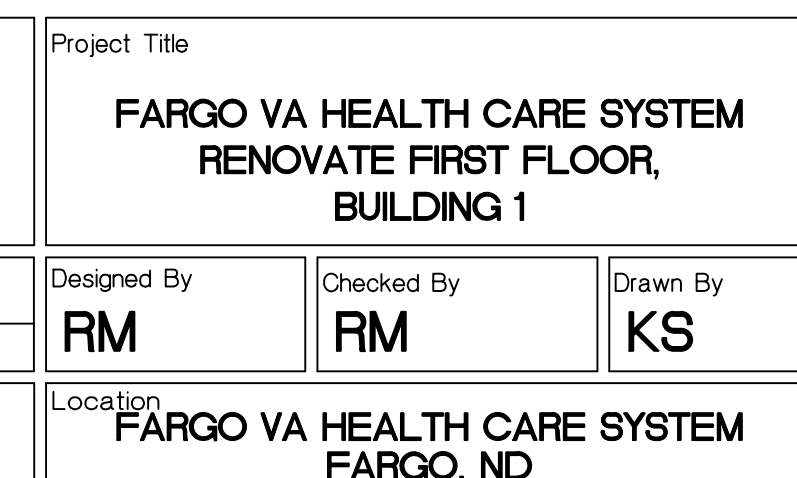 Project Title
FARGO VA HEALTH CARE SYSTEM
RENOVATE FIRST FLOOR,
BUILDING 1
Designed By
RM
Checked By
RM
Drawn By
KS
Location
FARGO VA HEALTH CARE SYSTEM
FARGO, ND